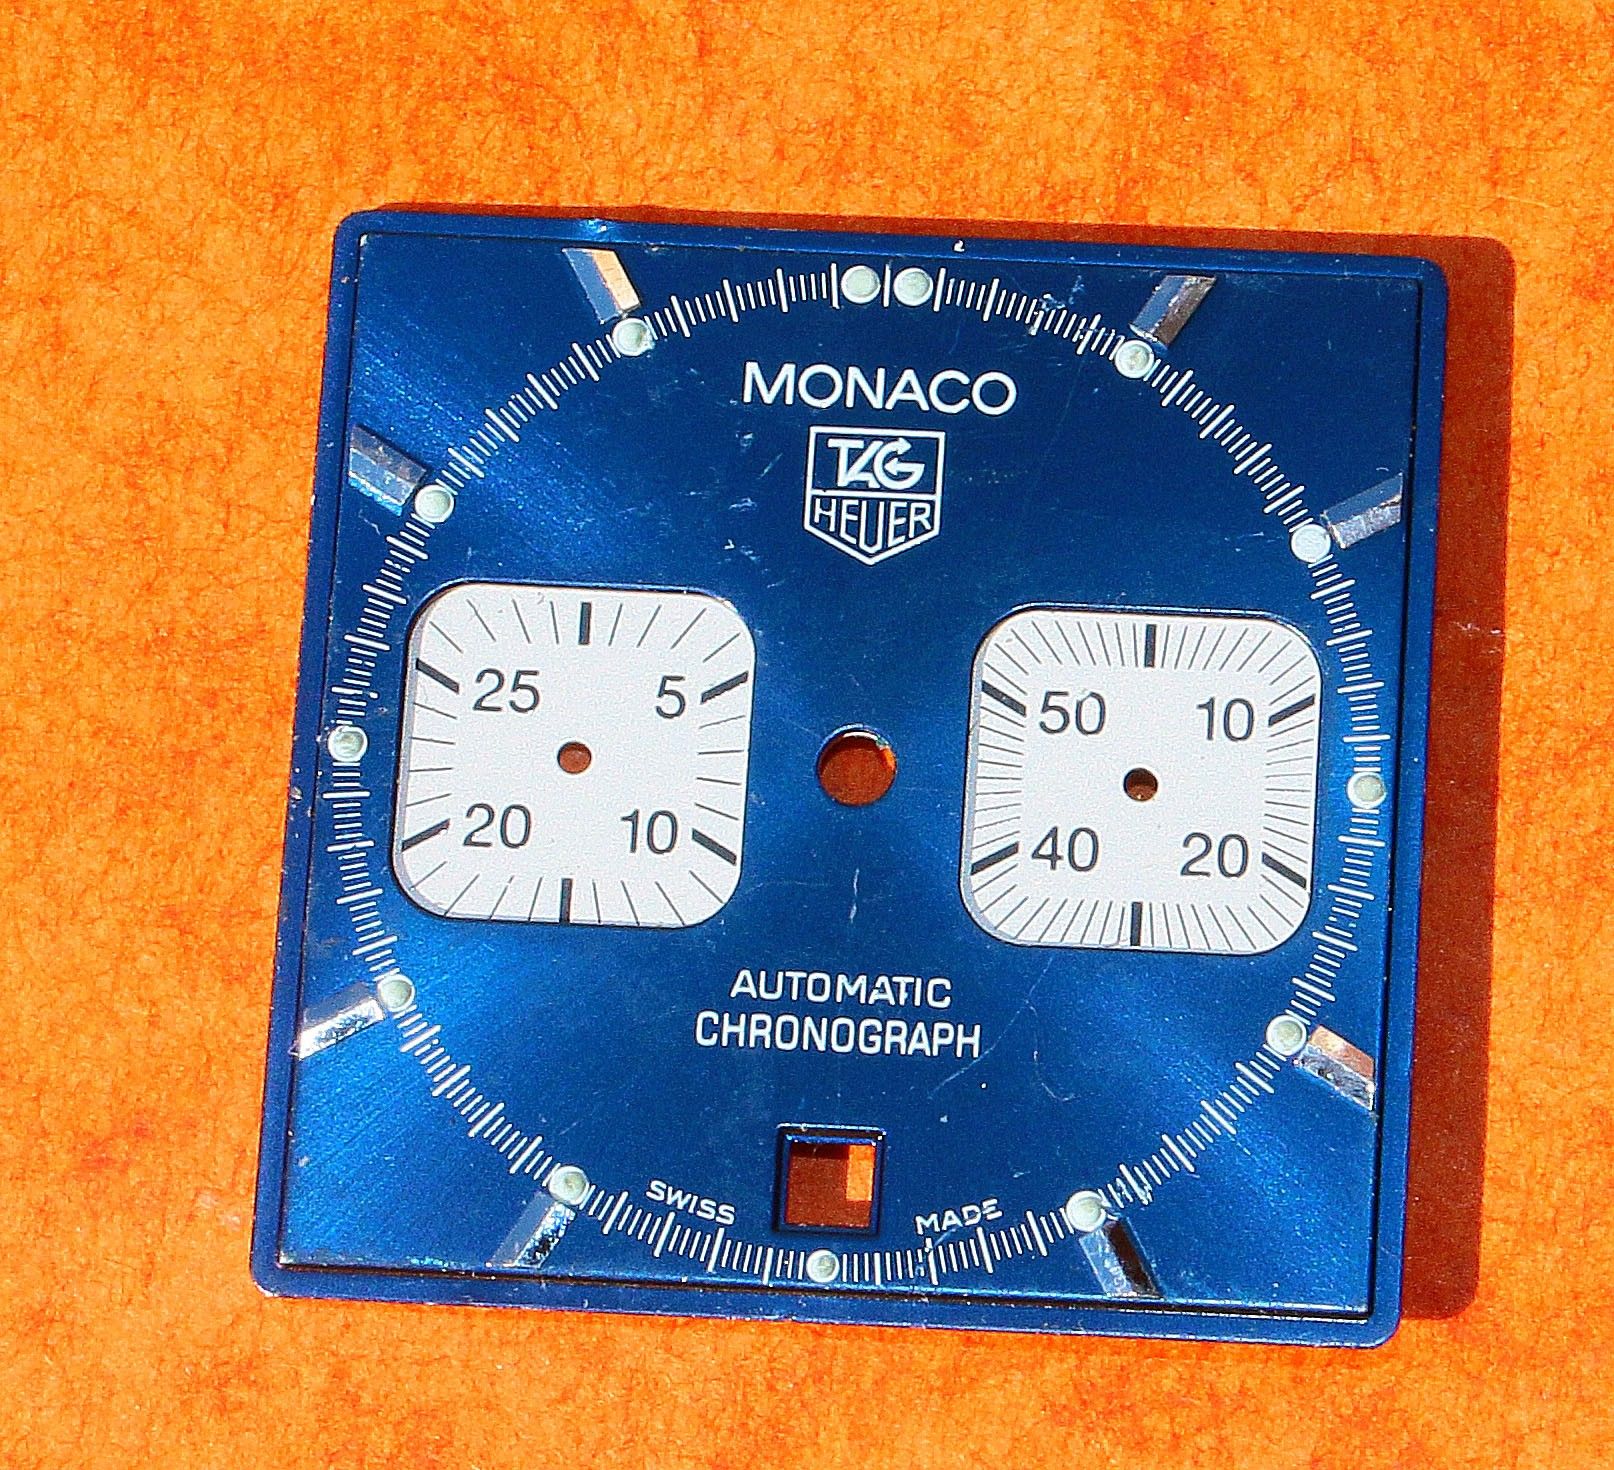 MONACO
TAG
HEUER
25 5
20 10
50 10
40 20
AUTOMATIC
CHRONOGRAPH
SWISS MADE